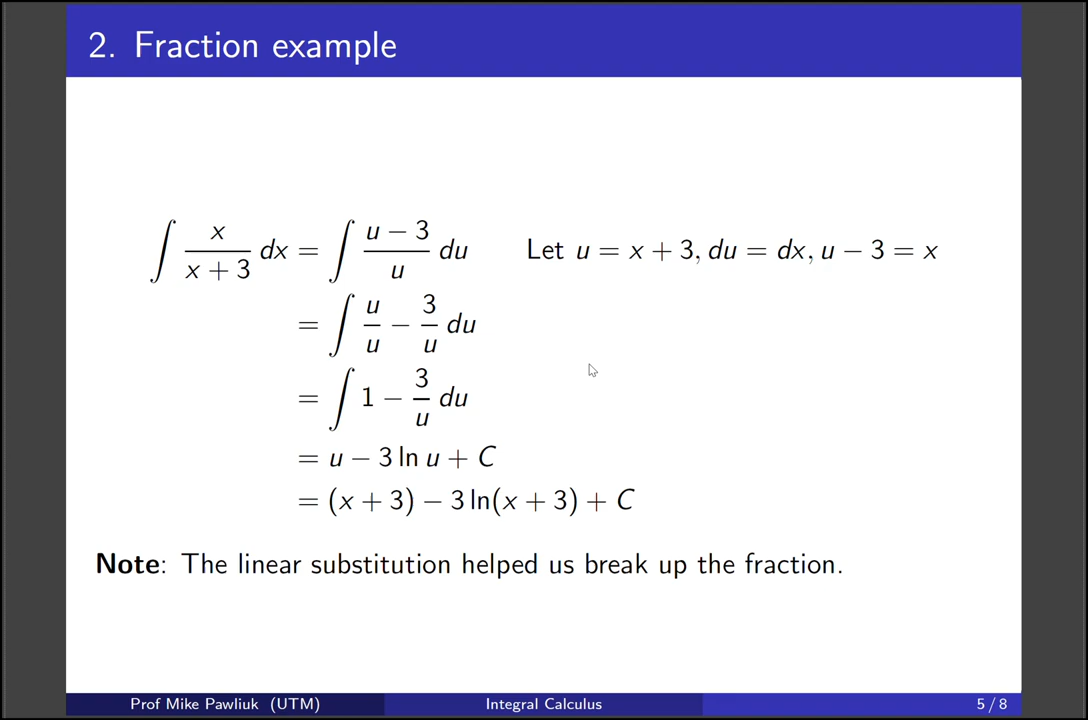 2. Fraction example
∫ x/(x + 3) dx = ∫ (u − 3)/u du Let u = x + 3, du = dx, u − 3 = x
= ∫ u/u − 3/u du
= ∫ 1 − 3/u du
= u − 3 ln u + C
= (x + 3) − 3 ln(x + 3) + C
Note: The linear substitution helped us break up the fraction.
Prof Mike Pawliuk (UTM) Integral Calculus 5 / 8